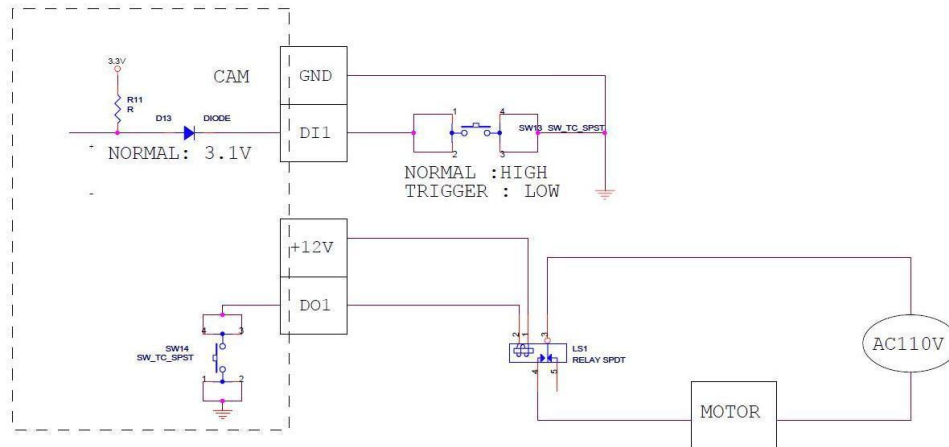 3.3V
R11
R
CAM
GND
D13 DIODE
DI1
1 4
SW13 SW_TC_SPST
2 3
+
NORMAL: 3.1V
-
NORMAL :HIGH
TRIGGER : LOW
+12V
DO1
4 3
SW14
SW_TC_SPST
1 2
2 1 3
LS1
RELAY SPDT
4 5
AC110V
MOTOR